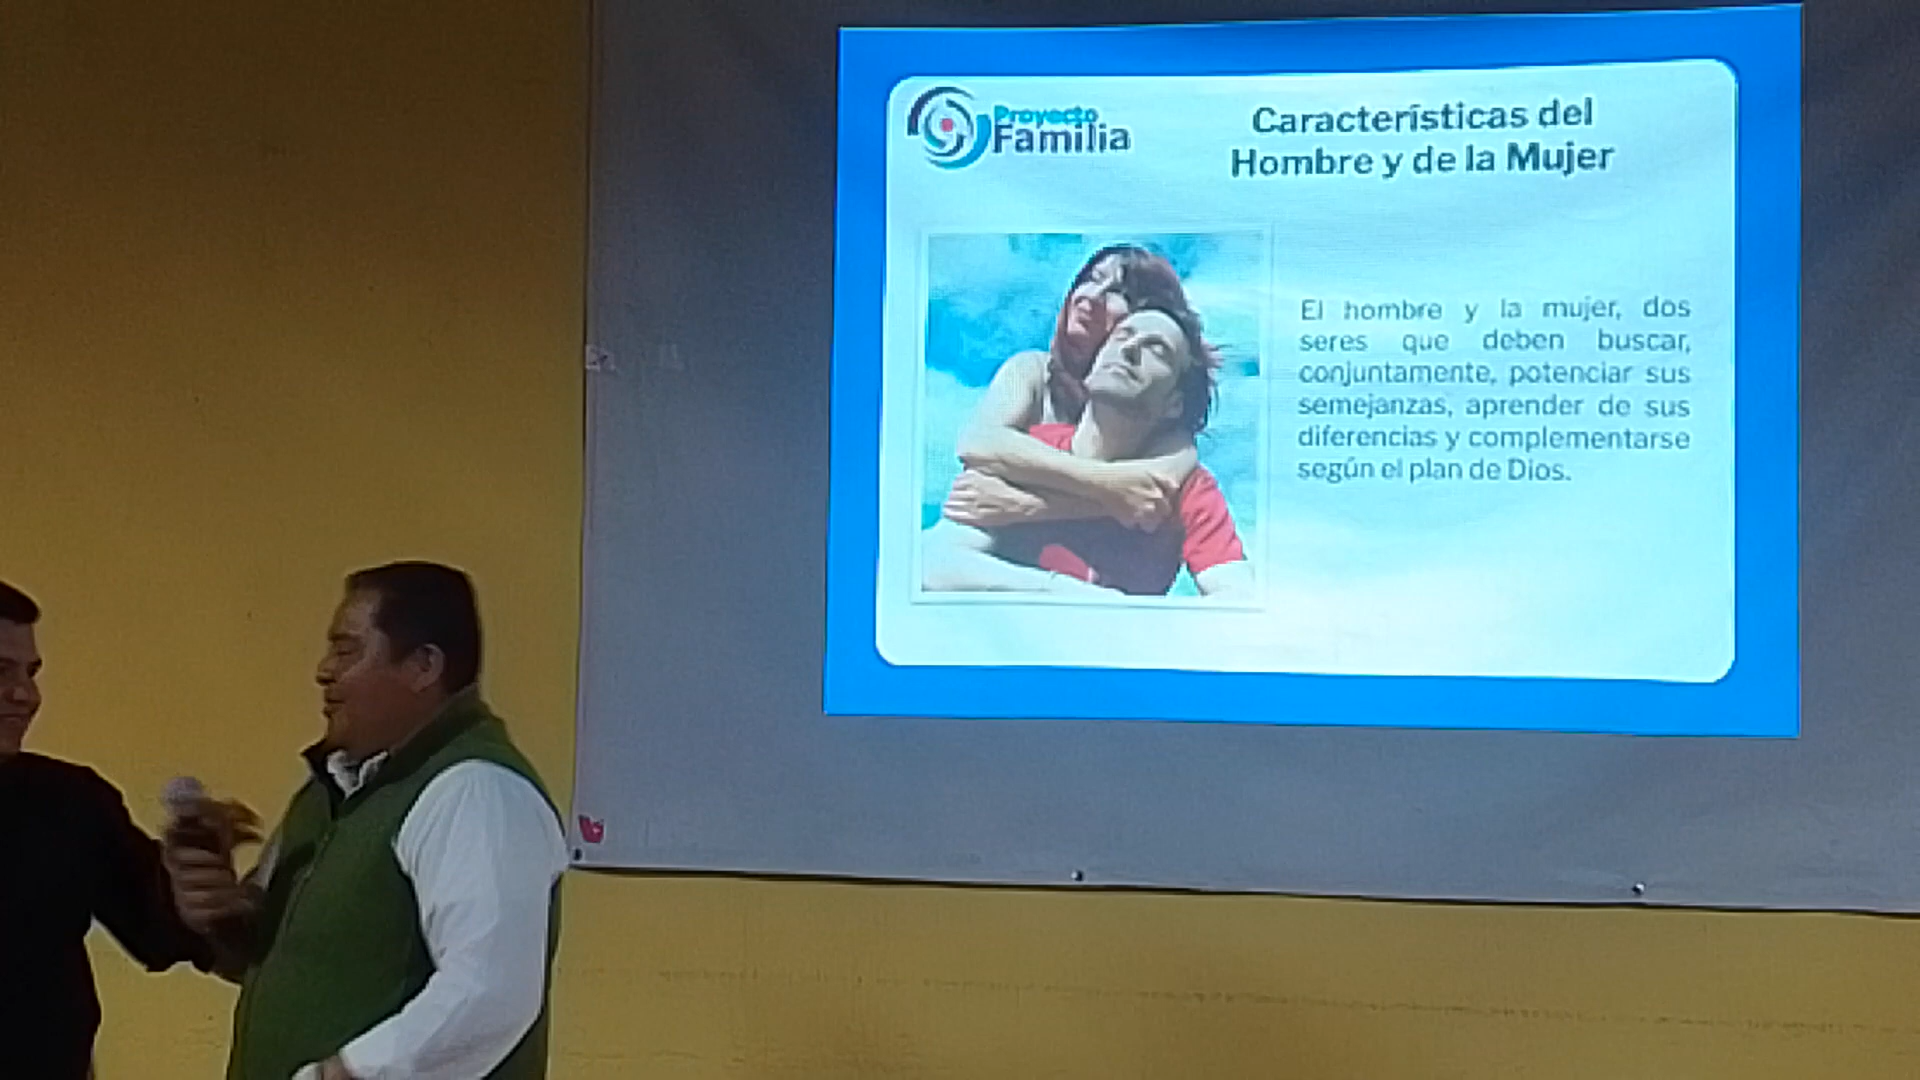 Proyecto
Familia
Características del
Hombre y de la Mujer
El hombre y la mujer, dos
seres que deben buscar,
conjuntamente, potenciar sus
semejanzas, aprender de sus
diferencias y complementarse
según el plan de Dios.